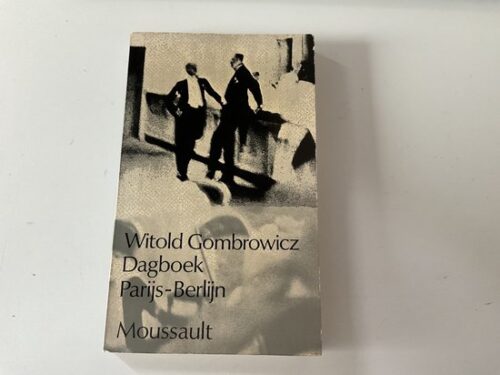 Witold Gombrowicz
Dagboek
Parijs-Berlijn
Moussault